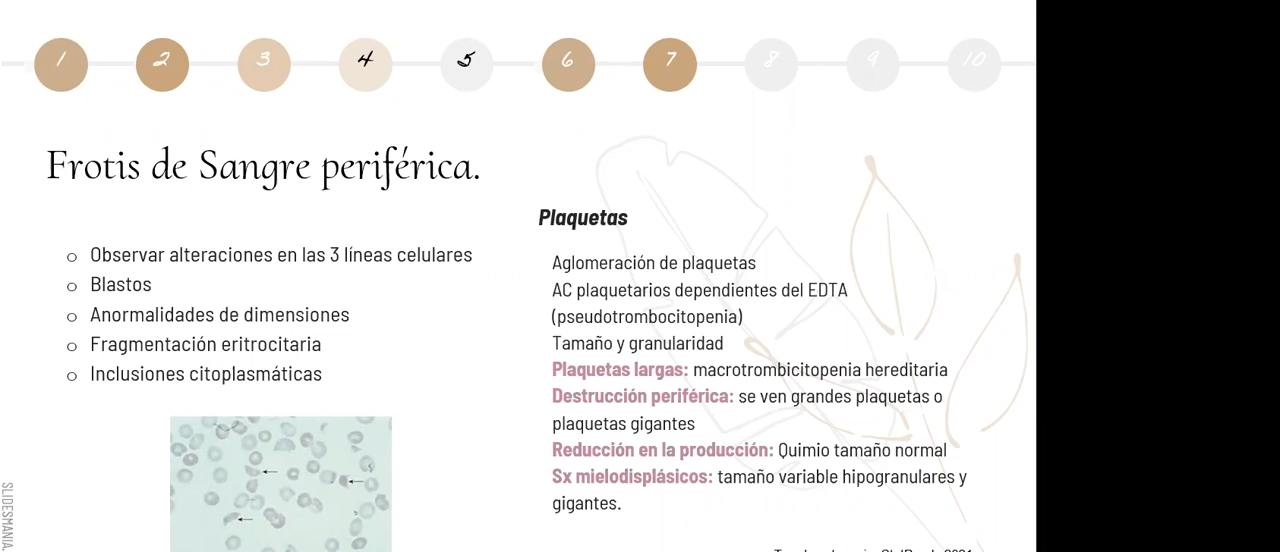 1 2 3 4 5 6 7 8 9 10
Frotis de Sangre periférica.
o Observar alteraciones en las 3 líneas celulares
o Blastos
o Anormalidades de dimensiones
o Fragmentación eritrocitaria
o Inclusiones citoplasmáticas
Plaquetas
Aglomeración de plaquetas
AC plaquetarios dependientes del EDTA
(pseudotrombocitopenia)
Tamaño y granularidad
Plaquetas largas: macrotrombicitopenia hereditaria
Destrucción periférica: se ven grandes plaquetas o
plaquetas gigantes
Reducción en la producción: Quimio tamaño normal
Sx mielodisplásicos: tamaño variable hipogranulares y
gigantes.
SLIDESMANIA.